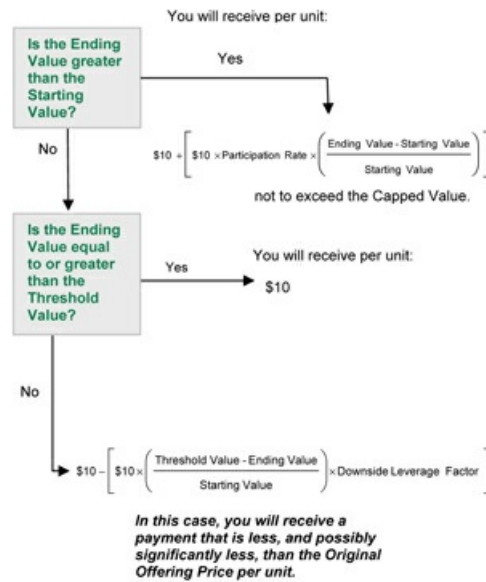 You will receive per unit:
Is the Ending
Value greater
than the
Starting
Value?
Yes
$10 + [ $10 × Participation Rate × ( (Ending Value - Starting Value) / Starting Value ) ]
not to exceed the Capped Value.
No
Is the Ending
Value equal
to or greater
than the
Threshold
Value?
Yes
You will receive per unit:
$10
No
$10 − [ $10 × ( (Threshold Value - Ending Value) / Starting Value ) × Downside Leverage Factor ]
In this case, you will receive a
payment that is less, and possibly
significantly less, than the Original
Offering Price per unit.